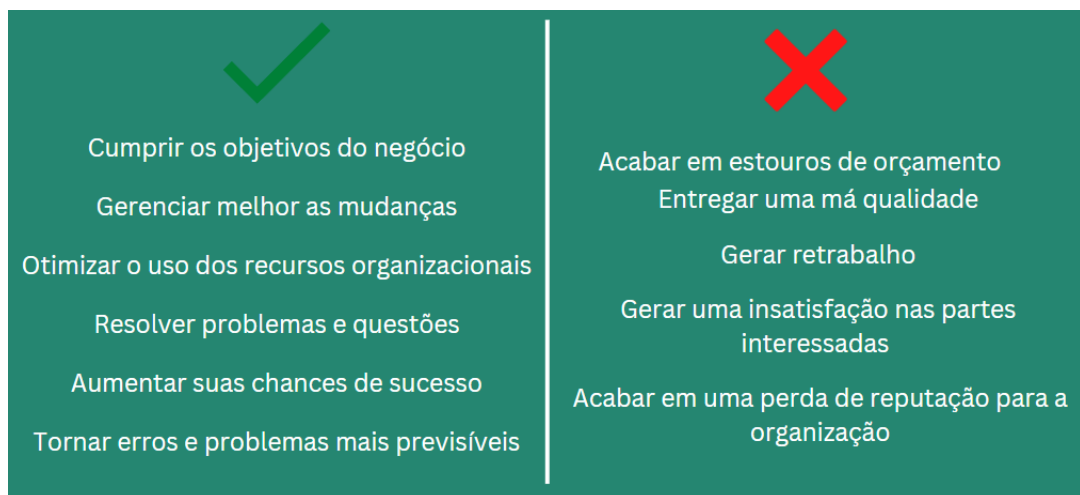 Cumprir os objetivos do negócio
Gerenciar melhor as mudanças
Otimizar o uso dos recursos organizacionais
Resolver problemas e questões
Aumentar suas chances de sucesso
Tornar erros e problemas mais previsíveis
Acabar em estouros de orçamento
Entregar uma má qualidade
Gerar retrabalho
Gerar uma insatisfação nas partes
interessadas
Acabar em uma perda de reputação para a
organização